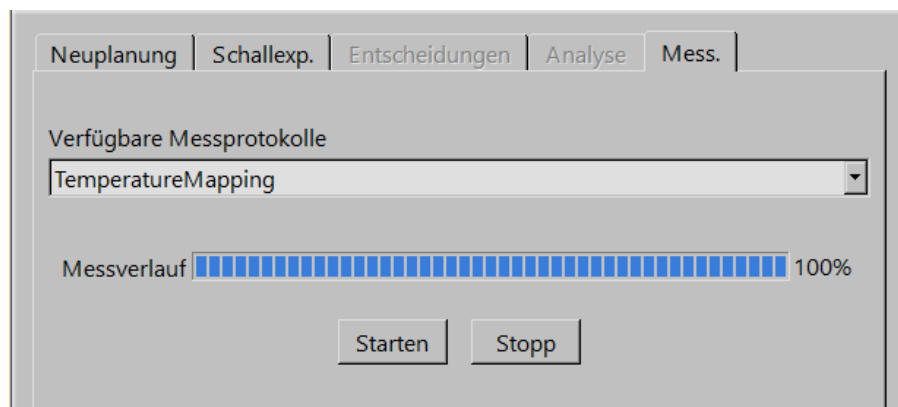 Neuplanung Schallexp. Entscheidungen Analyse Mess.
Verfügbare Messprotokolle
TemperatureMapping
Messverlauf 100%
Starten Stopp